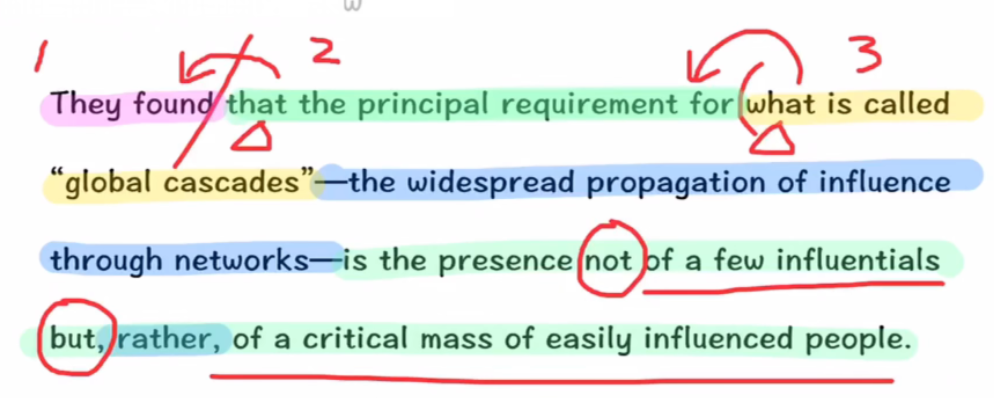 1 2 3
They found that the principal requirement for what is called
“global cascades”—the widespread propagation of influence
through networks—is the presence not of a few influentials
but, rather, of a critical mass of easily influenced people.